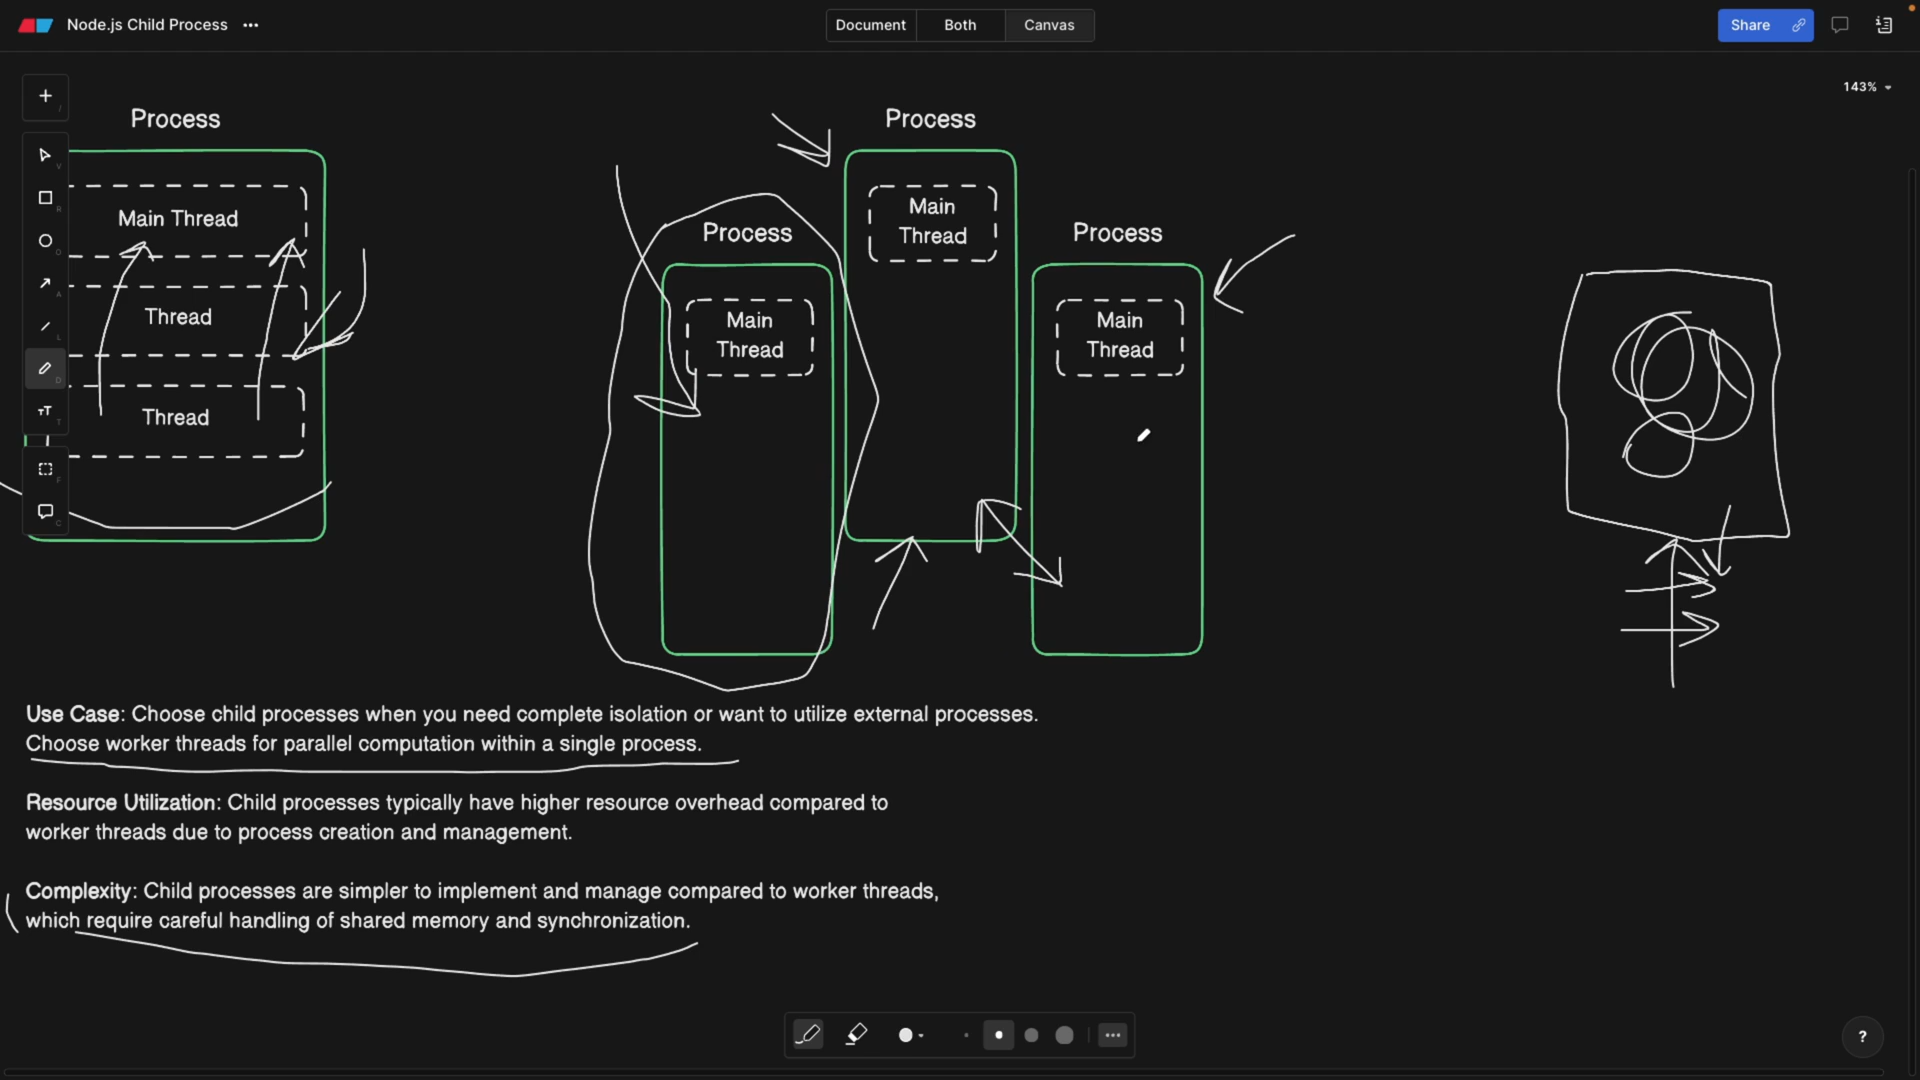 Node.js Child Process
Document
Both
Canvas
Share
143%
Process
Main Thread
Thread
Thread
Process
Main
Thread
Process
Main
Thread
Process
Main
Thread
/
V
R
O
A
L
D
T
F
C
Use Case: Choose child processes when you need complete isolation or want to utilize external processes.
Choose worker threads for parallel computation within a single process.
Resource Utilization: Child processes typically have higher resource overhead compared to
worker threads due to process creation and management.
Complexity: Child processes are simpler to implement and manage compared to worker threads,
which require careful handling of shared memory and synchronization.
?